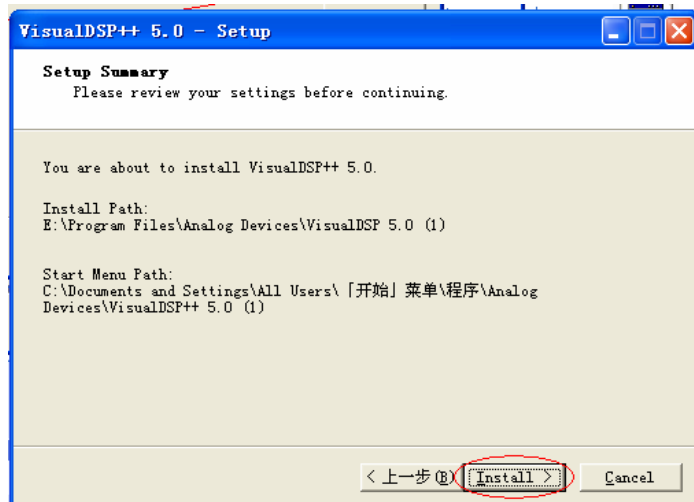 VisualDSP++ 5.0 - Setup
Setup Summary
Please review your settings before continuing.
You are about to install VisualDSP++ 5.0.
Install Path:
E:\Program Files\Analog Devices\VisualDSP 5.0 (1)
Start Menu Path:
C:\Documents and Settings\All Users\「开始」菜单\程序\Analog
Devices\VisualDSP++ 5.0 (1)
< 上一步(B) Install > Cancel